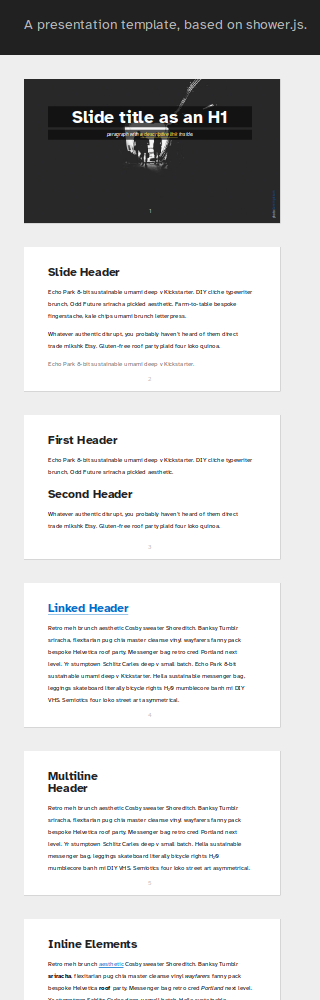 A presentation template, based on shower.js.
Slide title as an H1
paragraph with a descriptive link inside.
1
Slide Header
Echo Park 8-bit sustainable umami deep v Kickstarter. DIY cliche typewriter
brunch. Odd Future sriracha pickled aesthetic. Farm-to-table bespoke
fingerstache, kale chips umami brunch letterpress.
Whatever authentic disrupt, you probably haven't heard of them direct
trade mlkshk Etsy. Gluten-free roof party plaid four loko quinoa.
Echo Park 8-bit sustainable umami deep v Kickstarter.
2
First Header
Echo Park 8-bit sustainable umami deep v Kickstarter. DIY cliche typewriter
brunch. Odd Future sriracha pickled aesthetic.
Second Header
Whatever authentic disrupt, you probably haven't heard of them direct
trade mlkshk Etsy. Gluten-free roof party plaid four loko quinoa.
3
Linked Header
Retro meh brunch aesthetic Cosby sweater Shoreditch. Banksy Tumblr
sriracha, flexitarian pug chia master cleanse vinyl wayfarers fanny pack
bespoke Helvetica roof party. Messenger bag retro cred Portland next
level. Yr stumptown Schlitz Carles deep v small batch. Echo Park 8-bit
sustainable umami deep v Kickstarter. Hella sustainable messenger bag,
leggings skateboard literally bicycle rights H₂O mumblecore banh mi DIY
VHS. Semiotics four loko street art asymmetrical.
4
Multiline
Header
Retro meh brunch aesthetic Cosby sweater Shoreditch. Banksy Tumblr
sriracha, flexitarian pug chia master cleanse vinyl wayfarers fanny pack
bespoke Helvetica roof party. Messenger bag retro cred Portland next
level. Yr stumptown Schlitz Carles deep v small batch. Hella sustainable
messenger bag, leggings skateboard literally bicycle rights H₂O
mumblecore banh mi DIY VHS. Semiotics four loko street art asymmetrical.
5
Inline Elements
Retro meh brunch aesthetic Cosby sweater Shoreditch. Banksy Tumblr
sriracha, flexitarian pug chia master cleanse vinyl wayfarers fanny pack
bespoke Helvetica roof party. Messenger bag retro cred Portland next level.